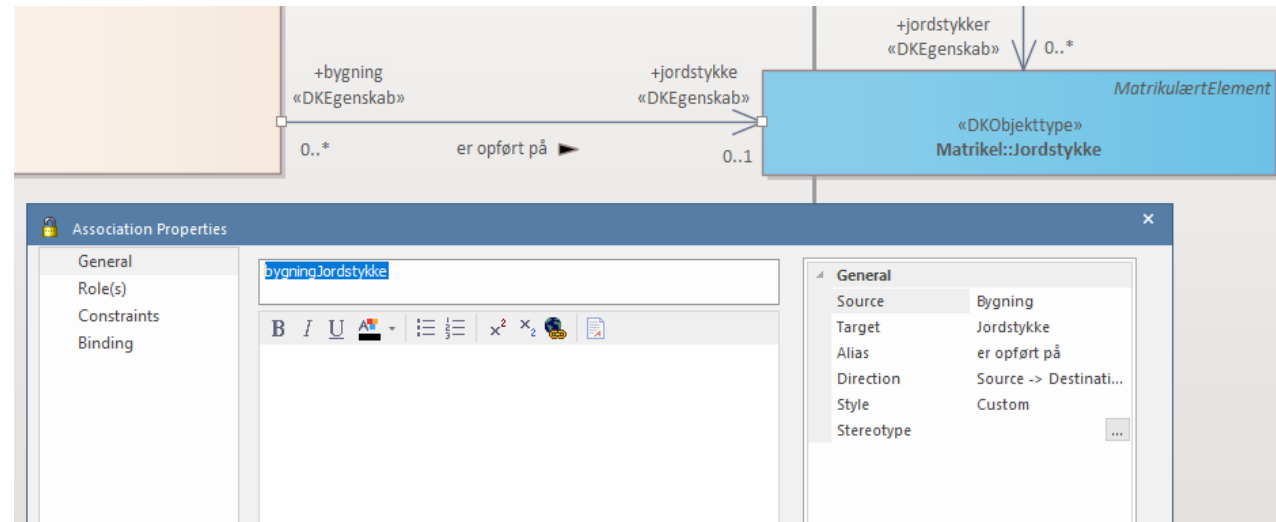 +jordstykker
«DKEgenskab» 0..*
+bygning +jordstykke
«DKEgenskab» «DKEgenskab»
MatrikulærtElement
«DKObjekttype»
0..* er opført på 0..1
Matrikel::Jordstykke
Association Properties ×
General
Role(s)
Constraints
Binding
bygningJordstykke
B I U A x² ×₂
General
Source Bygning
Target Jordstykke
Alias er opført på
Direction Source -> Destinati...
Style Custom
Stereotype ...